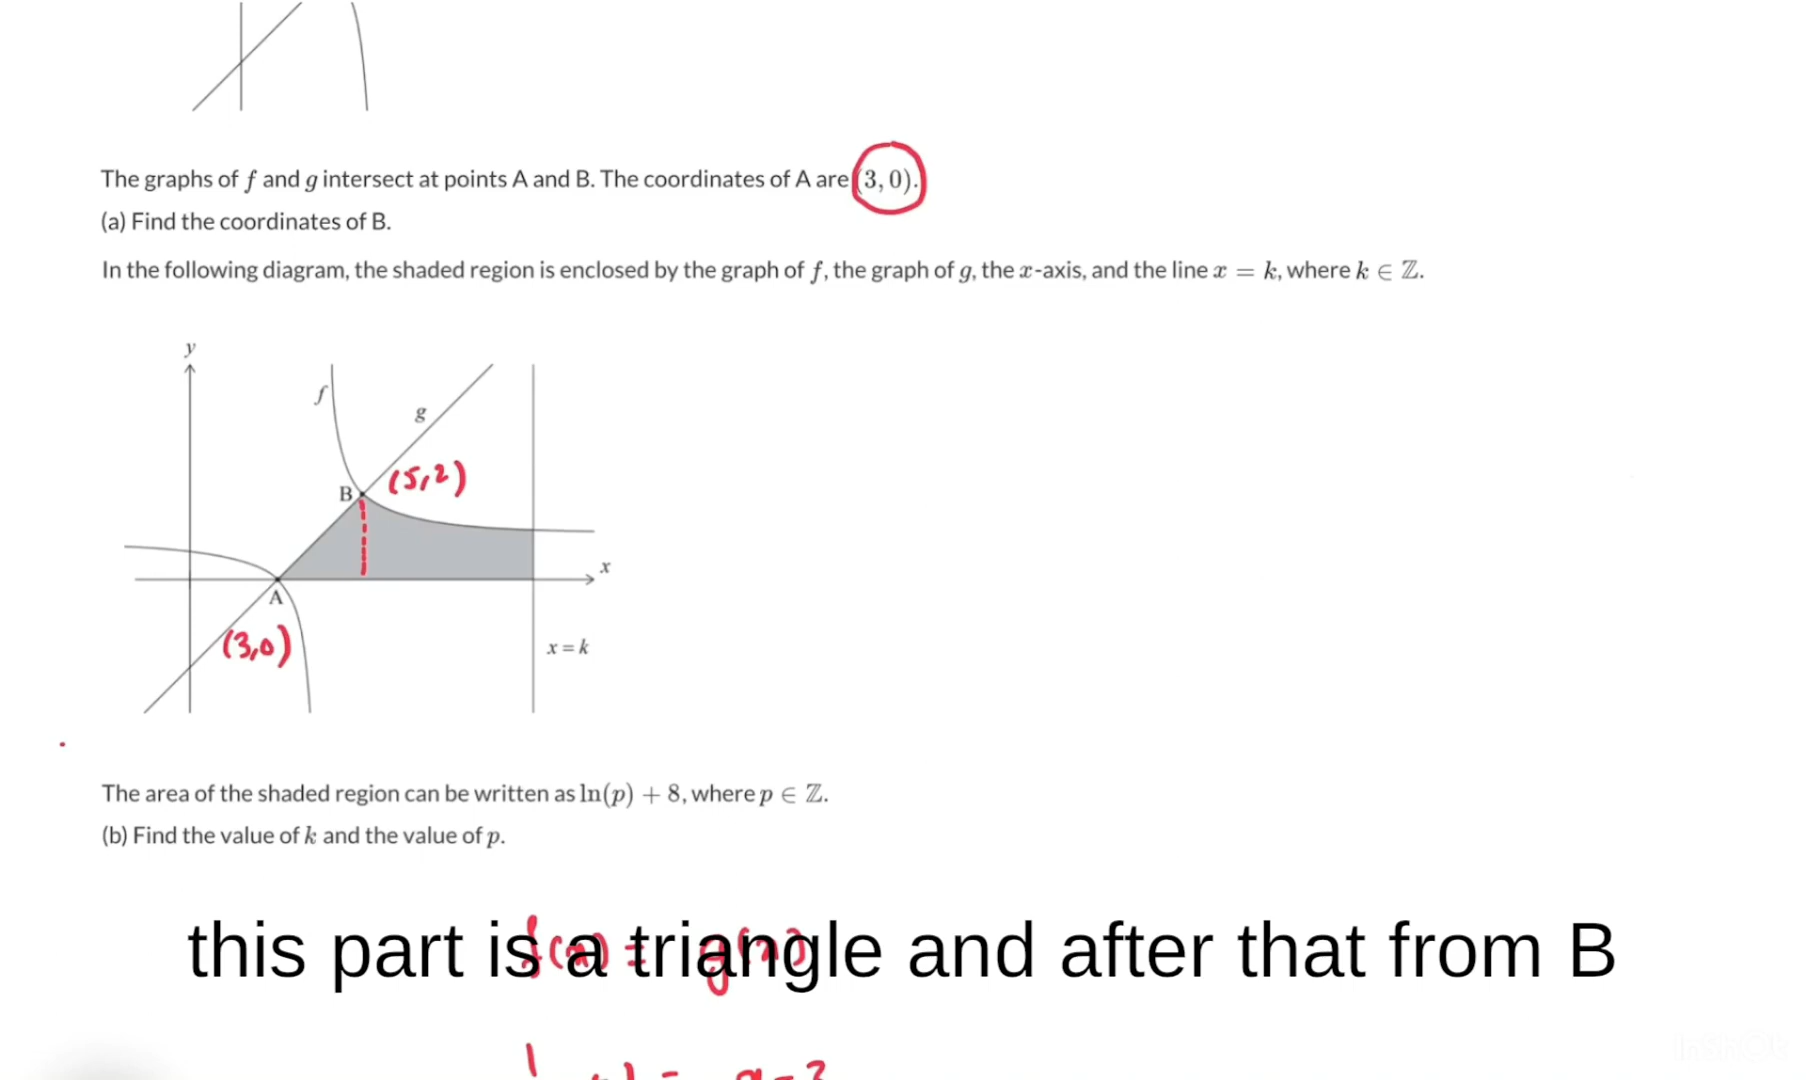 The graphs of f and g intersect at points A and B. The coordinates of A are (3, 0).
(a) Find the coordinates of B.
In the following diagram, the shaded region is enclosed by the graph of f, the graph of g, the x-axis, and the line x = k, where k ∈ ℤ.
y
f
g
(5,2)
B
x
A
(3,0)
x = k
The area of the shaded region can be written as ln(p) + 8, where p ∈ ℤ.
(b) Find the value of k and the value of p.
f(x) = g(x)
this part is a triangle and after that from B